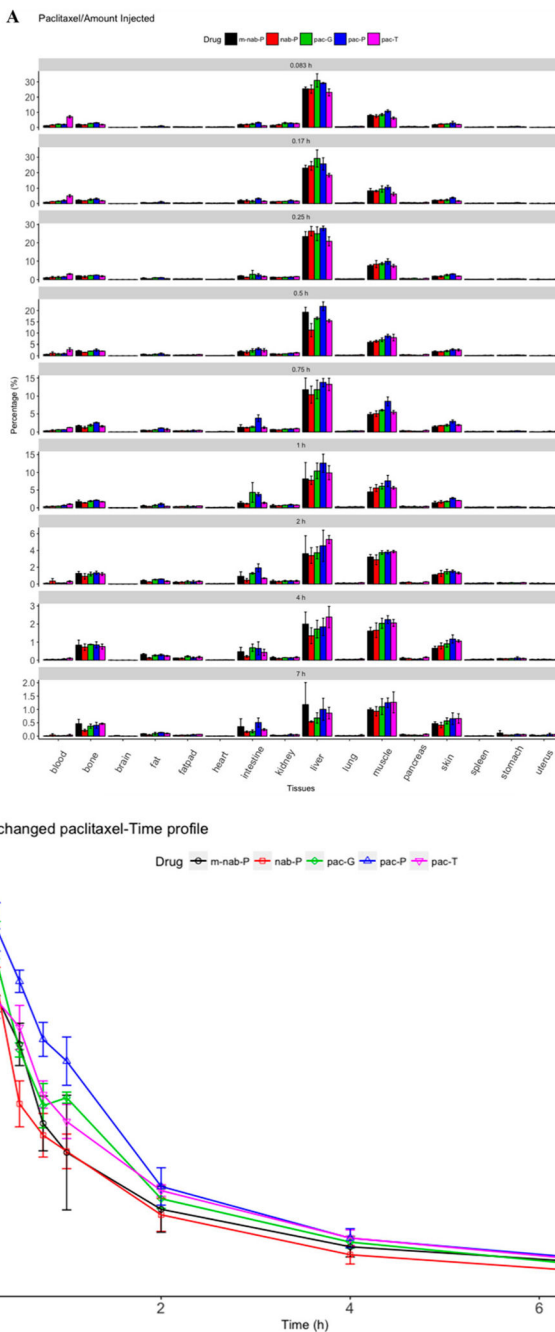 A Paclitaxel/Amount Injected
Drug m-nab-P nab-P pac-G pac-P pac-T
0.083 h
30
20
10
0
0.17 h
30
20
10
0
0.25 h
30
20
10
0
0.5 h
20
15
10
5
0
0.75 h
15
10
5
0
1 h
15
10
5
0
2 h
6
4
2
0
4 h
3
2
1
0
7 h
2.0
1.5
1.0
0.5
0.0
Percentage (%)
blood bone brain fat fatpad heart intestine kidney liver lung muscle pancreas skin spleen stomach uterus
Tissues
changed paclitaxel-Time profile
Drug m-nab-P nab-P pac-G pac-P pac-T
2 4 6
Time (h)